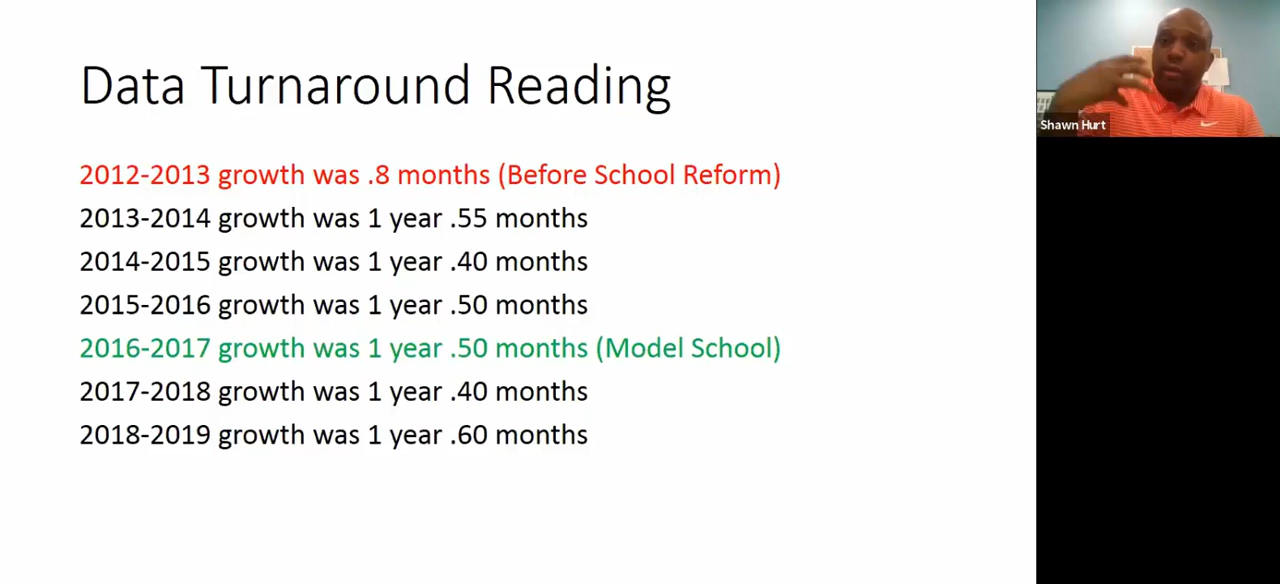 Data Turnaround Reading
2012-2013 growth was .8 months (Before School Reform)
2013-2014 growth was 1 year .55 months
2014-2015 growth was 1 year .40 months
2015-2016 growth was 1 year .50 months
2016-2017 growth was 1 year .50 months (Model School)
2017-2018 growth was 1 year .40 months
2018-2019 growth was 1 year .60 months
Shawn Hurt